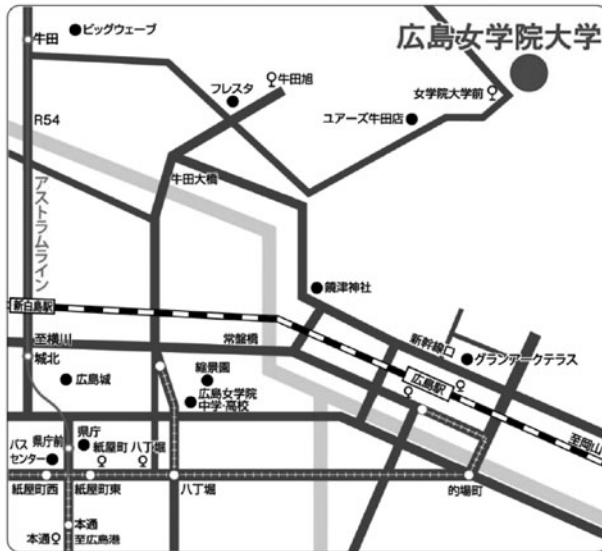 広島女学院大学
牛田
ビッグウェーブ
牛田旭
フレスタ
女学院大学前
ユアーズ牛田店
R54
牛田大橋
アストラムライン
饒津神社
新白島駅
至横川
常盤橋
新幹線口
城北
グランアークテラス
広島城
縮景園
広島駅
広島女学院
中学・高校
至岡山
県庁前
県庁
バス
センター
紙屋町
八丁堀
紙屋町西
紙屋町東
八丁堀
的場町
本通
本通
至広島港